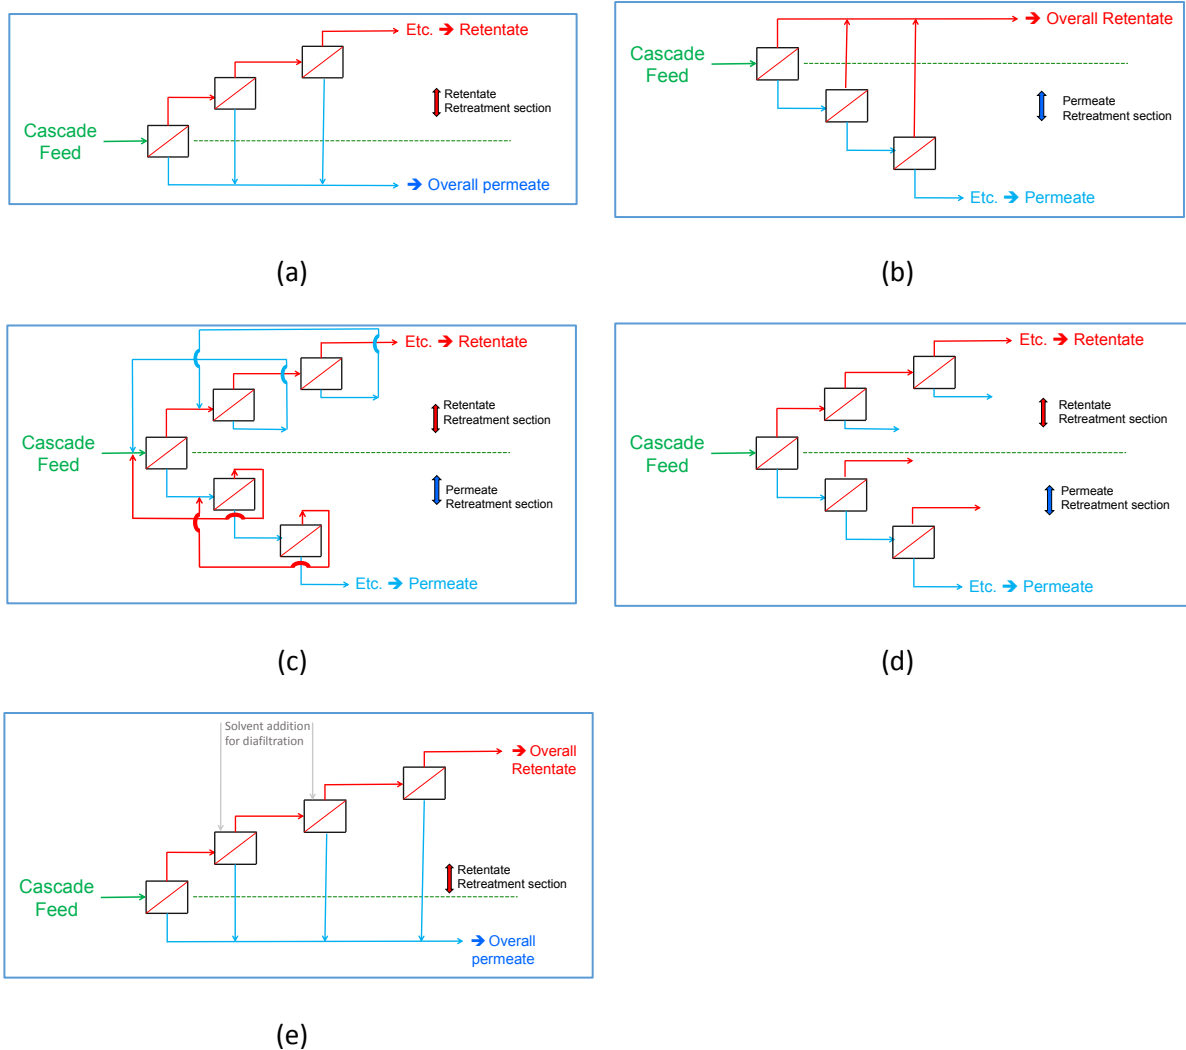 Etc. ➔ Retentate
Retentate
Retreatment section
Cascade
Feed
➔ Overall permeate
(a)
➔ Overall Retentate
Cascade
Feed
Permeate
Retreatment section
Etc. ➔ Permeate
(b)
Etc. ➔ Retentate
Retentate
Retreatment section
Cascade
Feed
Permeate
Retreatment section
Etc. ➔ Permeate
(c)
Etc. ➔ Retentate
Retentate
Retreatment section
Cascade
Feed
Permeate
Retreatment section
Etc. ➔ Permeate
(d)
Solvent addition
for diafiltration
➔ Overall
Retentate
Retentate
Retreatment section
Cascade
Feed
➔ Overall
permeate
(e)